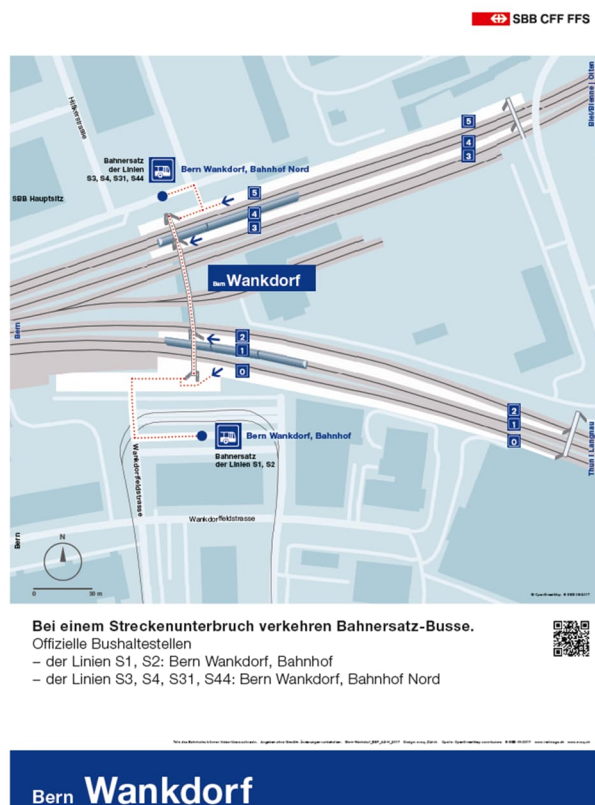 SBB CFF FFS
Biel/Bienne | Olten
Hilfikerstrasse
5
4
3
Bahnersatz
der Linien
S3, S4, S31, S44
Bern Wankdorf, Bahnhof Nord
SBB Hauptsitz
5
4
3
Bern Wankdorf
Bern
2
1
0
2
1
0
Bern Wankdorf, Bahnhof
Bahnersatz
der Linien S1, S2
Wankdorffeldstrasse
Thun | Langnau
Wankdorffeldstrasse
Bern
N
0
Bei einem Streckenunterbruch verkehren Bahnersatz-Busse.
Offizielle Bushaltestellen
– der Linien S1, S2: Bern Wankdorf, Bahnhof
– der Linien S3, S4, S31, S44: Bern Wankdorf, Bahnhof Nord
Bern Wankdorf